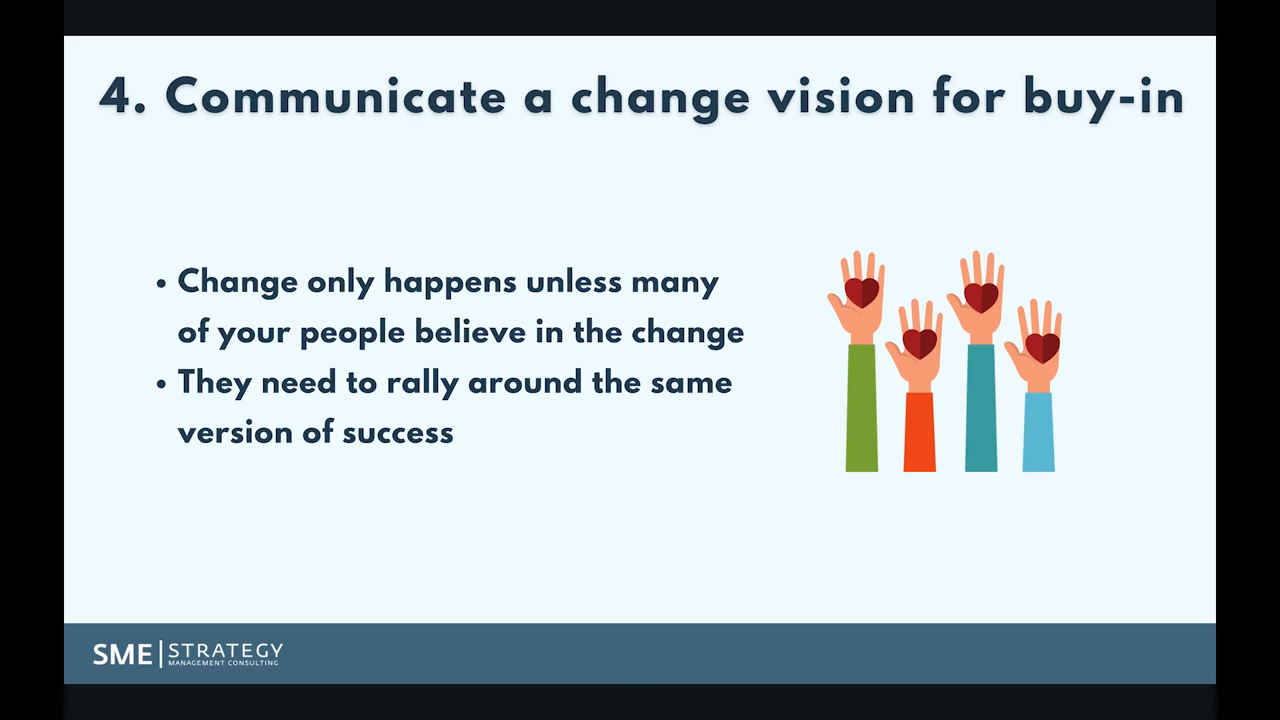 4. Communicate a change vision for buy-in
• Change only happens unless many
of your people believe in the change
• They need to rally around the same
version of success
SME | STRATEGY
MANAGEMENT CONSULTING